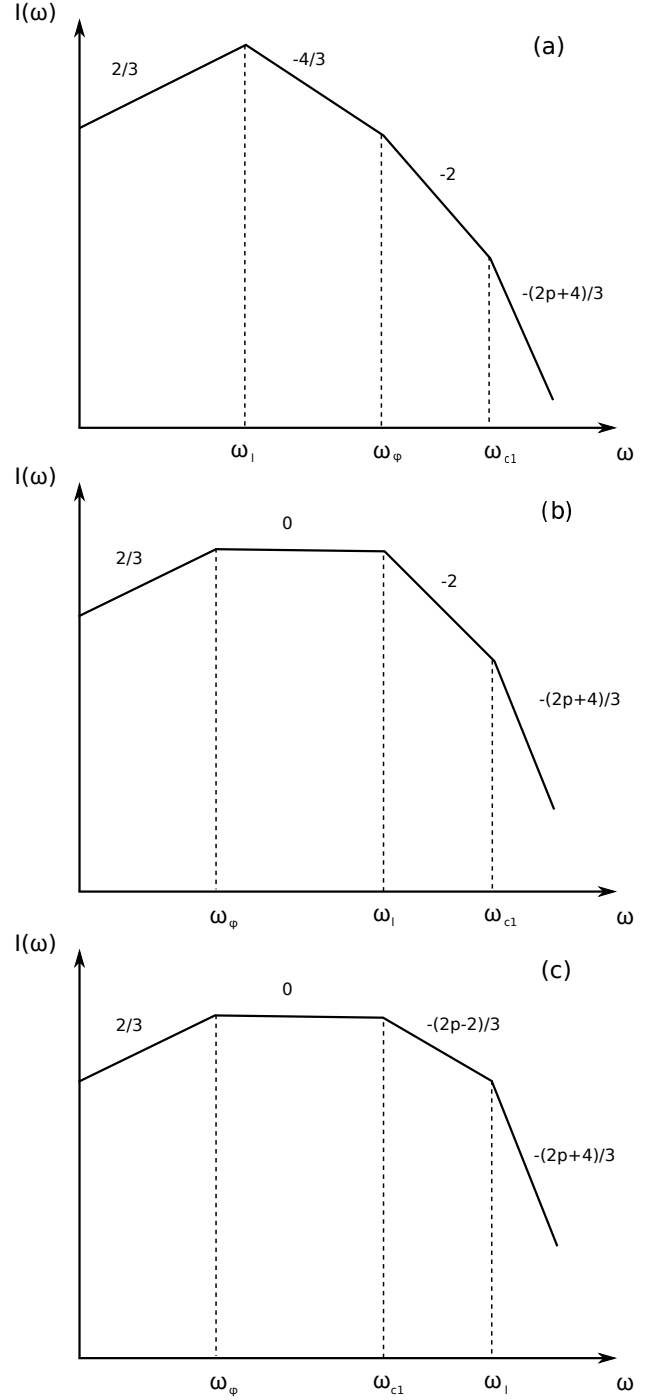 I(ω)
(a)
2/3
-4/3
-2
-(2p+4)/3
ω_l
ω_φ
ω_c1
ω
I(ω)
(b)
0
2/3
-2
-(2p+4)/3
ω_φ
ω_l
ω_c1
ω
I(ω)
(c)
0
2/3
-(2p-2)/3
-(2p+4)/3
ω_φ
ω_c1
ω_l
ω